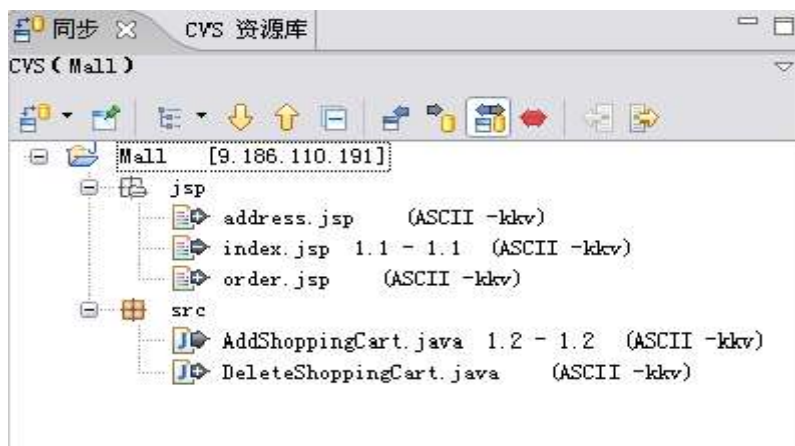 同步 CVS 资源库
CVS(Mall)
Mall [9.186.110.191]
jsp
address.jsp (ASCII -kkv)
index.jsp 1.1 - 1.1 (ASCII -kkv)
order.jsp (ASCII -kkv)
src
AddShoppingCart.java 1.2 - 1.2 (ASCII -kkv)
DeleteShoppingCart.java (ASCII -kkv)